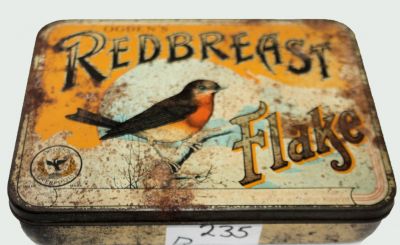 OGDEN'S
REDBREAST
Flake
235